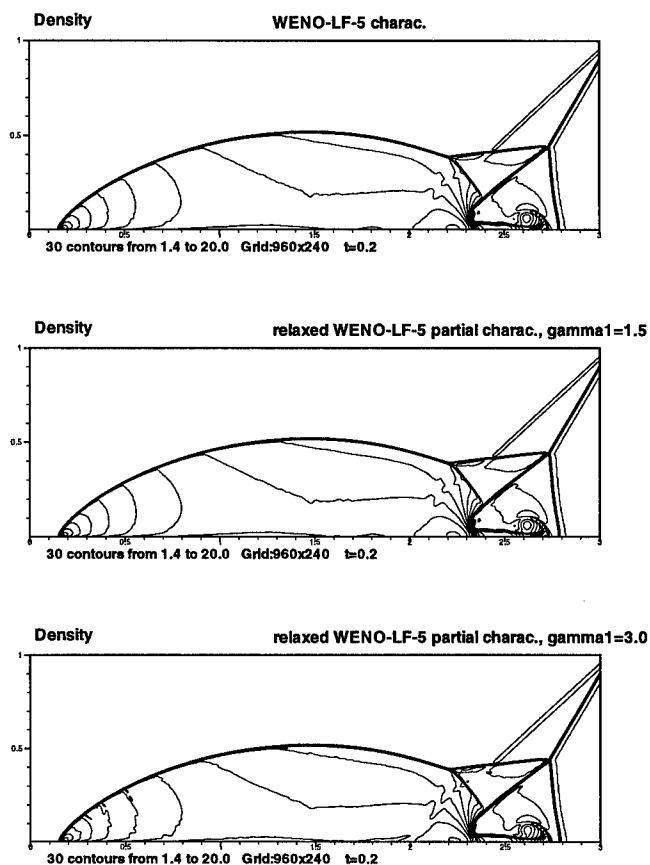 Density WENO-LF-5 charac.
1
0.5
0 0.5 1 1.5 2 2.5 3
30 contours from 1.4 to 20.0 Grid:960x240 t=0.2
Density relaxed WENO-LF-5 partial charac., gamma1=1.5
1
0.5
0 0.5 1 1.5 2 2.5 3
30 contours from 1.4 to 20.0 Grid:960x240 t=0.2
Density relaxed WENO-LF-5 partial charac., gamma1=3.0
1
0.5
0 0.5 1 1.5 2 2.5 3
30 contours from 1.4 to 20.0 Grid:960x240 t=0.2